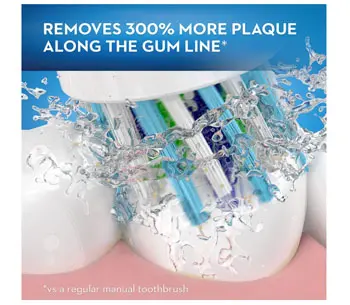 REMOVES 300% MORE PLAQUE
ALONG THE GUM LINE*
*vs a regular manual toothbrush